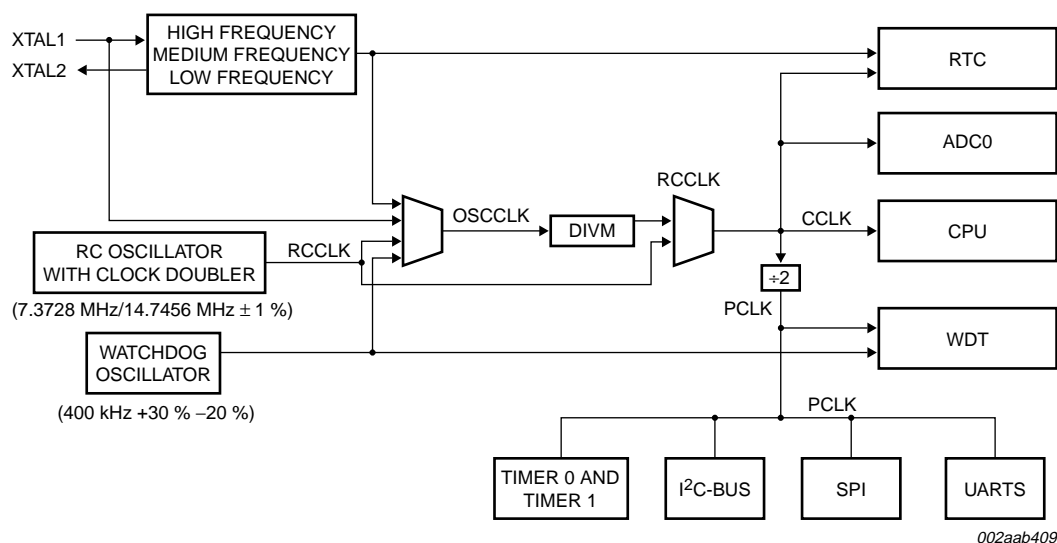 XTAL1
XTAL2
HIGH FREQUENCY
MEDIUM FREQUENCY
LOW FREQUENCY
RTC
ADC0
RCCLK
OSCCLK
DIVM
CCLK
CPU
RC OSCILLATOR
WITH CLOCK DOUBLER
RCCLK
(7.3728 MHz/14.7456 MHz ± 1 %)
÷2
PCLK
WATCHDOG
OSCILLATOR
(400 kHz +30 % −20 %)
WDT
PCLK
TIMER 0 AND
TIMER 1
I²C-BUS
SPI
UARTS
002aab409